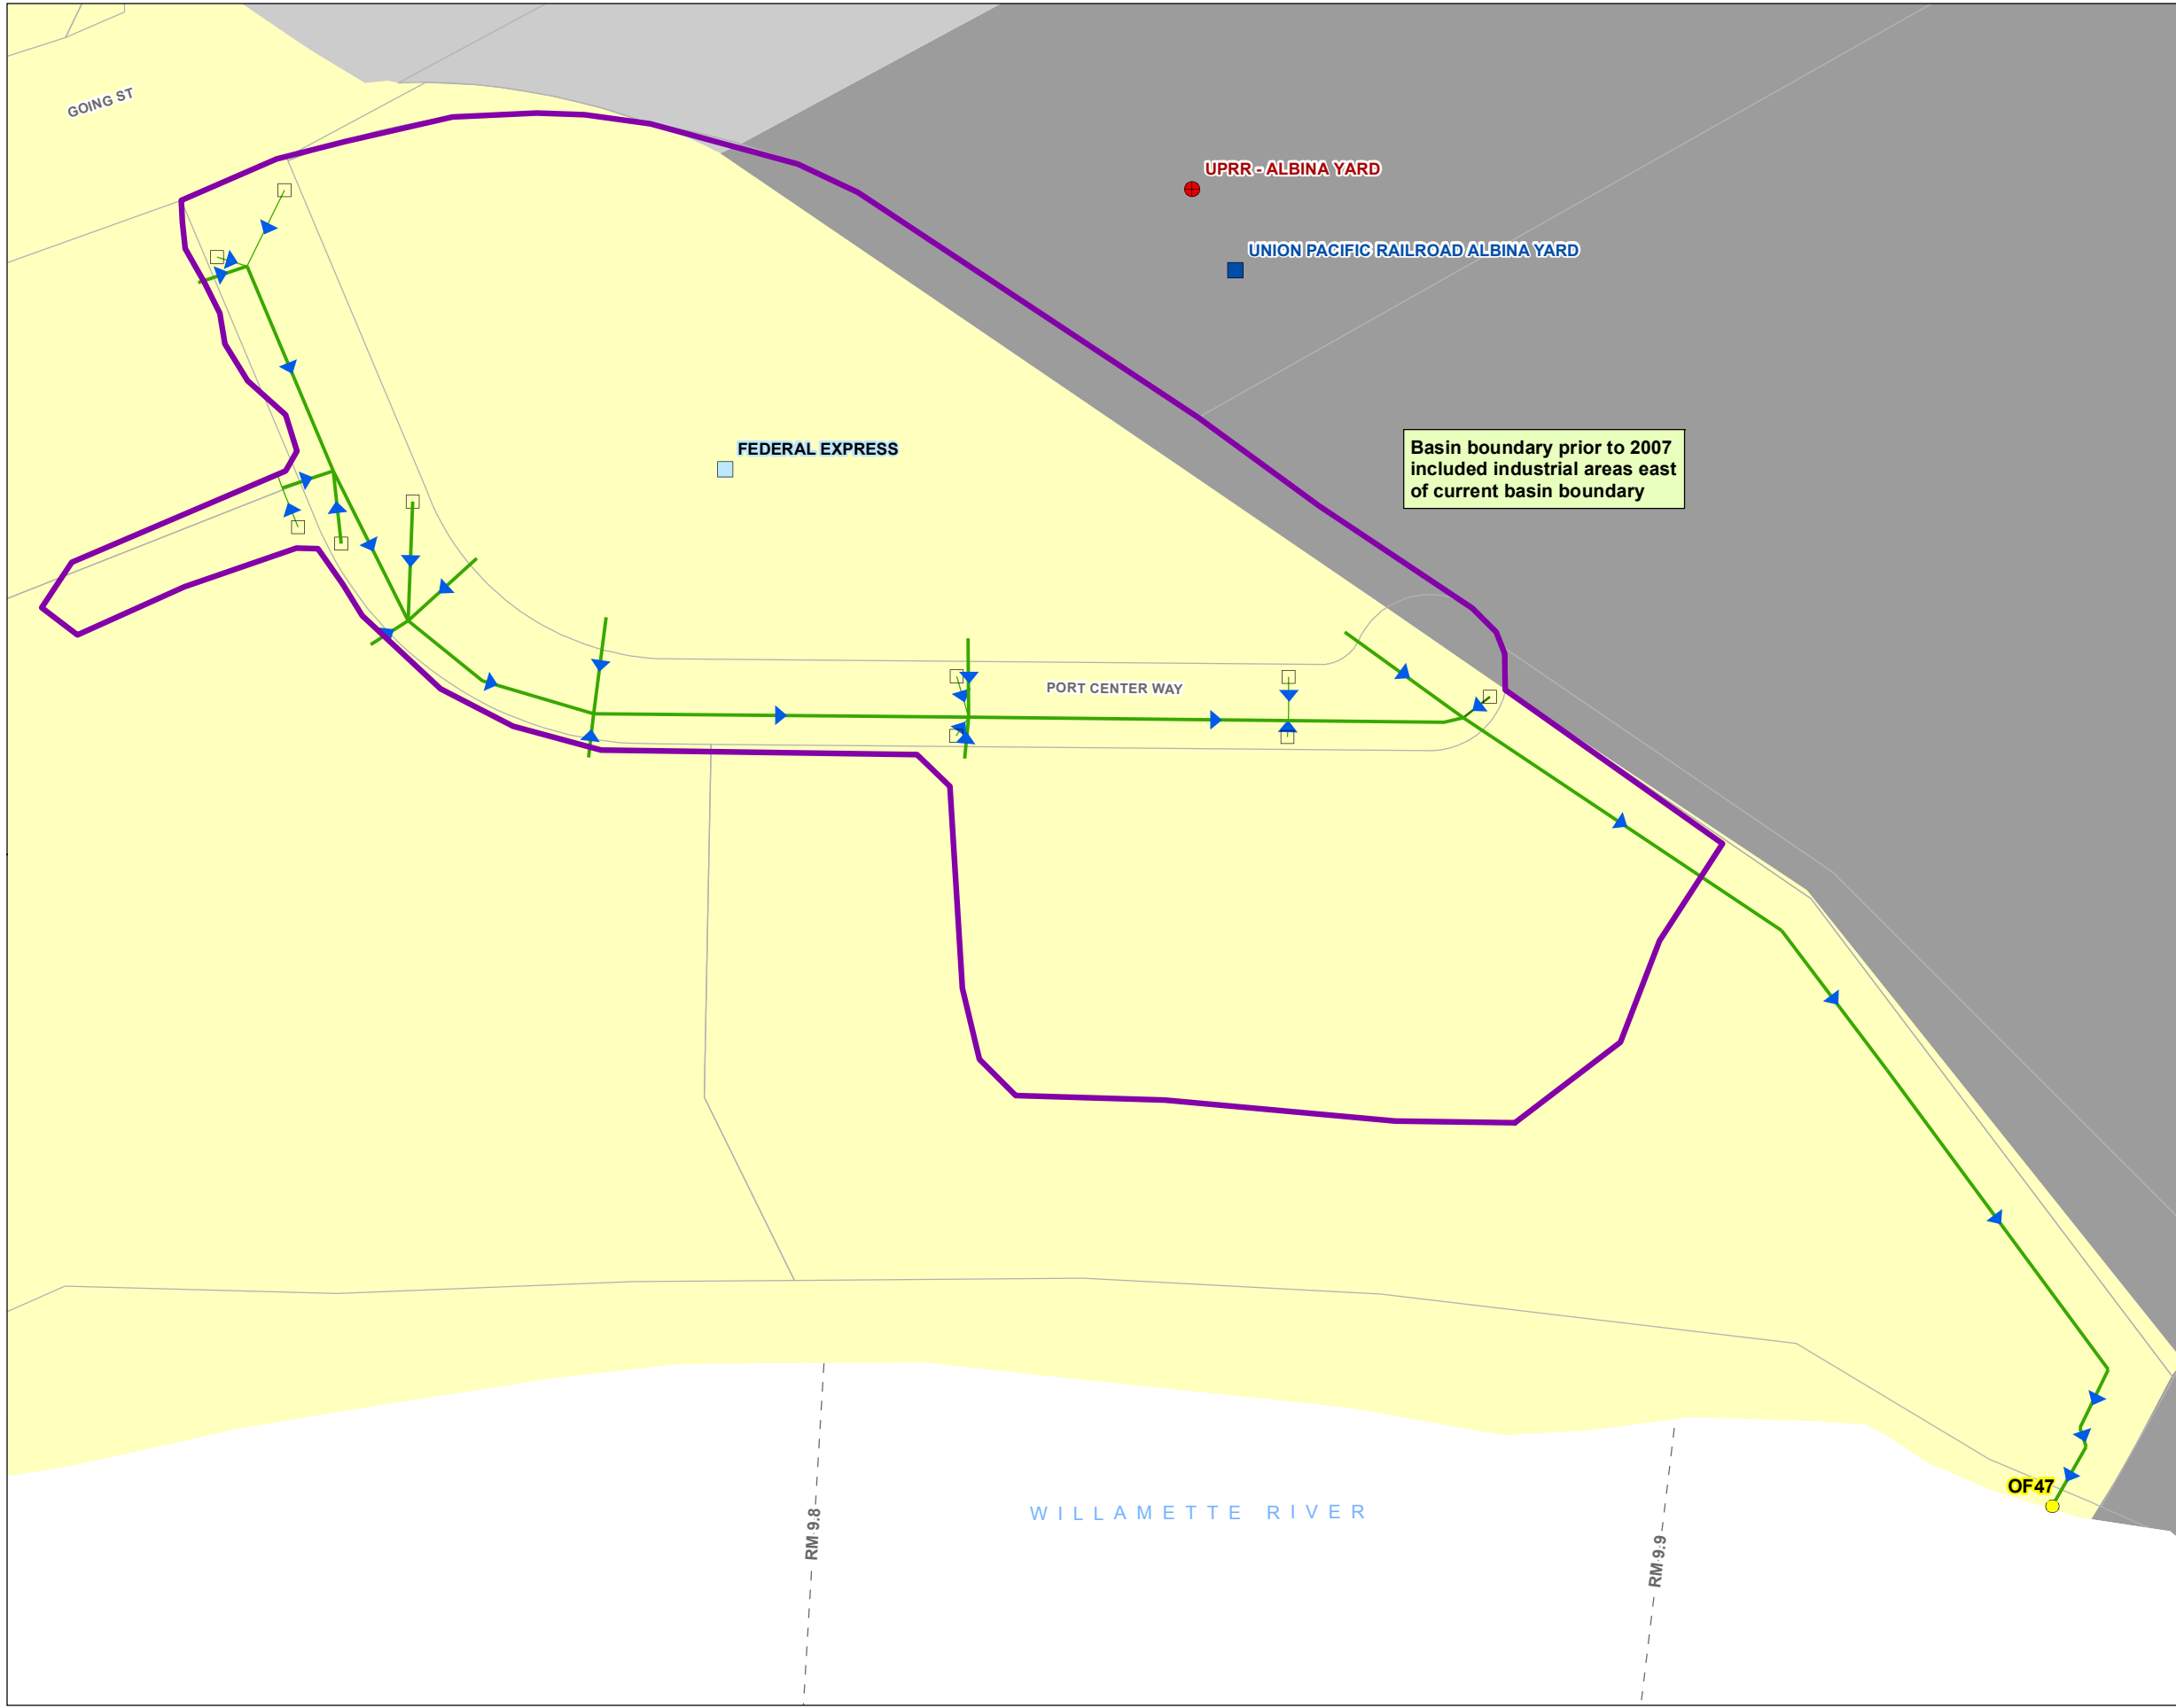 GOING ST
UPRR - ALBINA YARD
UNION PACIFIC RAILROAD ALBINA YARD
FEDERAL EXPRESS
Basin boundary prior to 2007
included industrial areas east
of current basin boundary
PORT CENTER WAY
OF47
WILLAMETTE RIVER
RM 9.8
RM 9.9